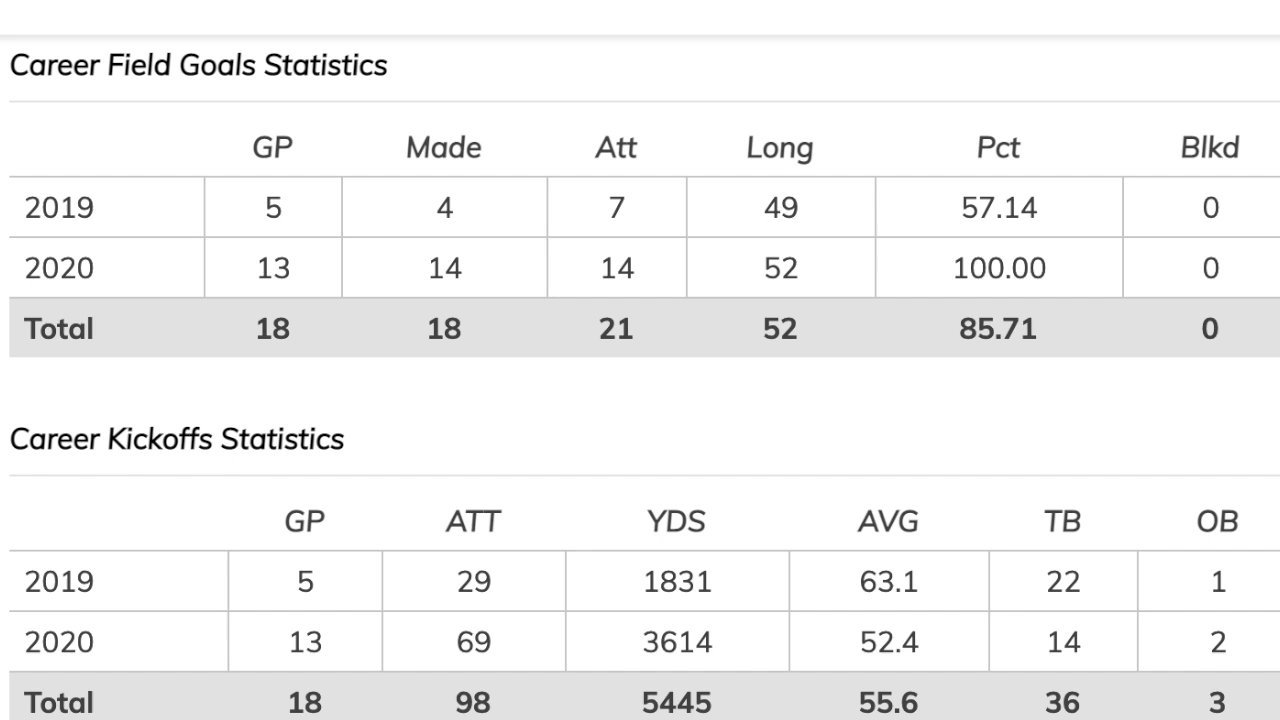 Career Field Goals Statistics
GP Made Att Long Pct Blkd
2019 5 4 7 49 57.14 0
2020 13 14 14 52 100.00 0
Total 18 18 21 52 85.71 0
Career Kickoffs Statistics
GP ATT YDS AVG TB OB
2019 5 29 1831 63.1 22 1
2020 13 69 3614 52.4 14 2
Total 18 98 5445 55.6 36 3